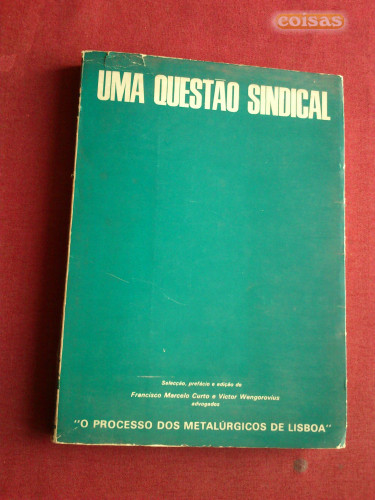 coisas
UMA QUESTÃO SINDICAL
Selecção, prefácio e edição de
Francisco Marcelo Curto e Victor Wengorovius
advogados
"O PROCESSO DOS METALÚRGICOS DE LISBOA"